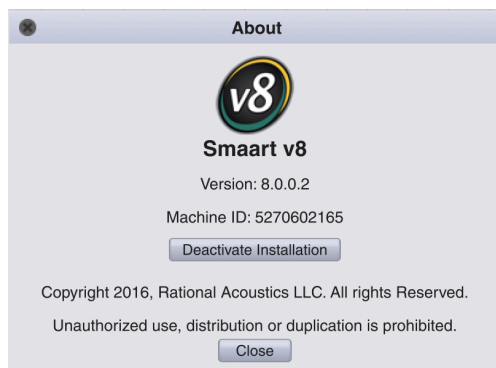 About
v8
Smaart v8
Version: 8.0.0.2
Machine ID: 5270602165
Deactivate Installation
Copyright 2016, Rational Acoustics LLC. All rights Reserved.
Unauthorized use, distribution or duplication is prohibited.
Close